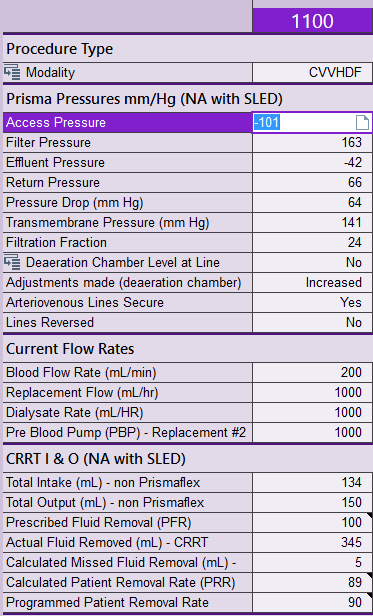 1100
Procedure Type
Modality CVVHDF
Prisma Pressures mm/Hg (NA with SLED)
Access Pressure -101
Filter Pressure 163
Effluent Pressure -42
Return Pressure 66
Pressure Drop (mm Hg) 64
Transmembrane Pressure (mm Hg) 141
Filtration Fraction 24
Deaeration Chamber Level at Line No
Adjustments made (deaeration chamber) Increased
Arteriovenous Lines Secure Yes
Lines Reversed No
Current Flow Rates
Blood Flow Rate (mL/min) 200
Replacement Flow (mL/hr) 1000
Dialysate Rate (mL/HR) 1000
Pre Blood Pump (PBP) - Replacement #2 1000
CRRT I & O (NA with SLED)
Total Intake (mL) - non Prismaflex 134
Total Output (mL) - non Prismaflex 150
Prescribed Fluid Removal (PFR) 100
Actual Fluid Removed (mL) - CRRT 345
Calculated Missed Fluid Removal (mL) - 5
Calculated Patient Removal Rate (PRR) 89
Programmed Patient Removal Rate 90